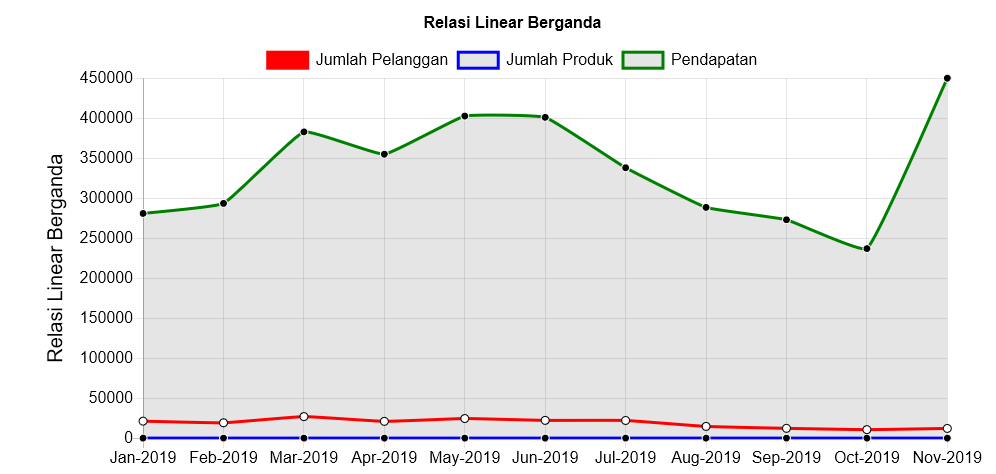 Relasi Linear Berganda
Jumlah Pelanggan Jumlah Produk Pendapatan
Relasi Linear Berganda
450000
400000
350000
300000
250000
200000
150000
100000
50000
0
Jan-2019 Feb-2019 Mar-2019 Apr-2019 May-2019 Jun-2019 Jul-2019 Aug-2019 Sep-2019 Oct-2019 Nov-2019